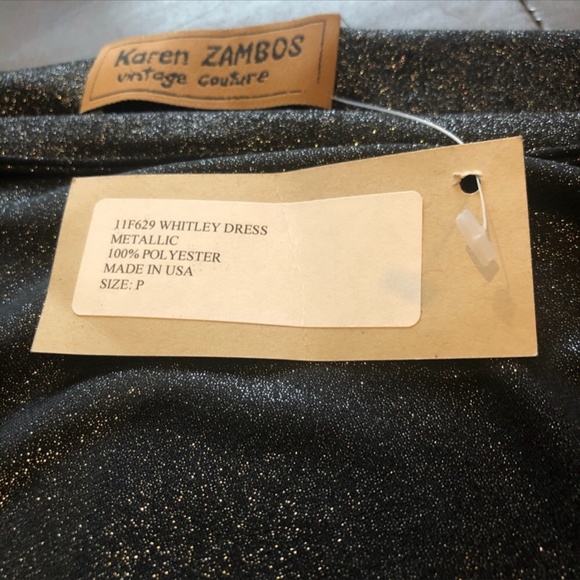 Karen ZAMBOS
vintage couture
11F629 WHITLEY DRESS
METALLIC
100% POLYESTER
MADE IN USA
SIZE: P